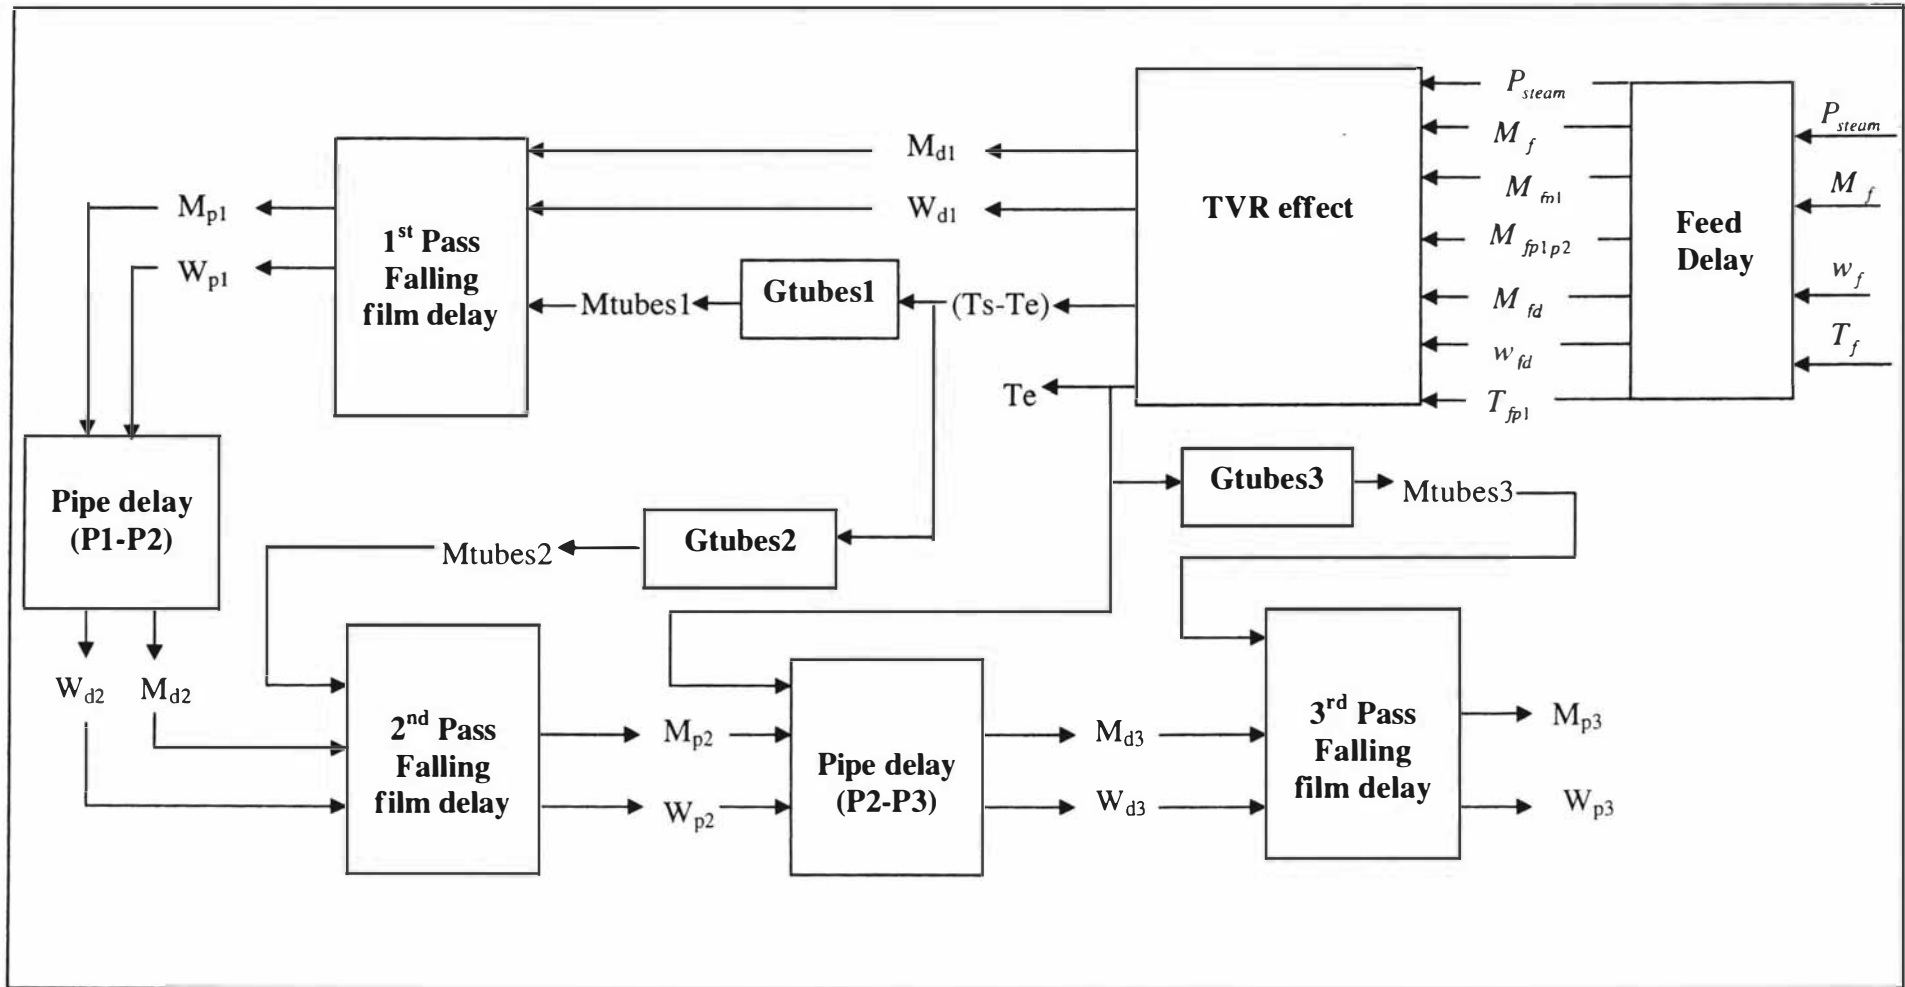 P_steam
M_f
M_fp1
M_fp1p2
M_fd
w_fd
T_fp1
P_steam
M_f
w_f
T_f
Feed
Delay
TVR effect
M_d1
W_d1
(Ts-Te)
Te
Gtubes1
Mtubes1
1st Pass
Falling
film delay
M_p1
W_p1
Pipe delay
(P1-P2)
W_d2
M_d2
Gtubes2
Mtubes2
Gtubes3
Mtubes3
2nd Pass
Falling
film delay
M_p2
W_p2
Pipe delay
(P2-P3)
M_d3
W_d3
3rd Pass
Falling
film delay
M_p3
W_p3